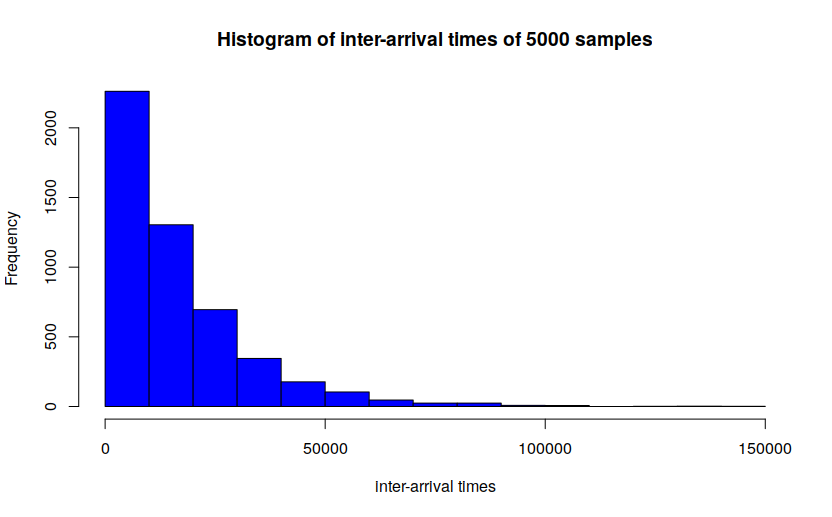 Histogram of inter-arrival times of 5000 samples
Frequency
2000
1500
1000
500
0
0 50000 100000 150000
inter-arrival times